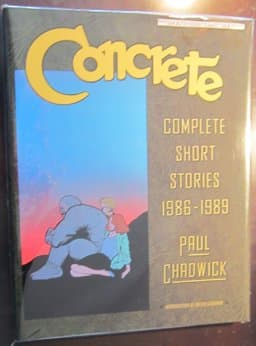 Concrete
COMPLETE
SHORT
STORIES
1986-1989
PAUL
CHADWICK